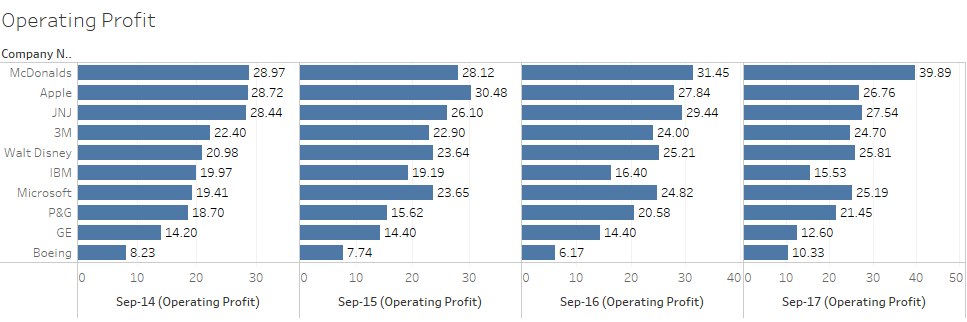 Operating Profit
Company N..
McDonalds 28.97 28.12 31.45 39.89
Apple 28.72 30.48 27.84 26.76
JNJ 28.44 26.10 29.44 27.54
3M 22.40 22.90 24.00 24.70
Walt Disney 20.98 23.64 25.21 25.81
IBM 19.97 19.19 16.40 15.53
Microsoft 19.41 23.65 24.82 25.19
P&G 18.70 15.62 20.58 21.45
GE 14.20 14.40 14.40 12.60
Boeing 8.23 7.74 6.17 10.33
0 10 20 30 0 10 20 30 0 10 20 30 40 0 10 20 30 40 50
Sep-14 (Operating Profit) Sep-15 (Operating Profit) Sep-16 (Operating Profit) Sep-17 (Operating Profit)